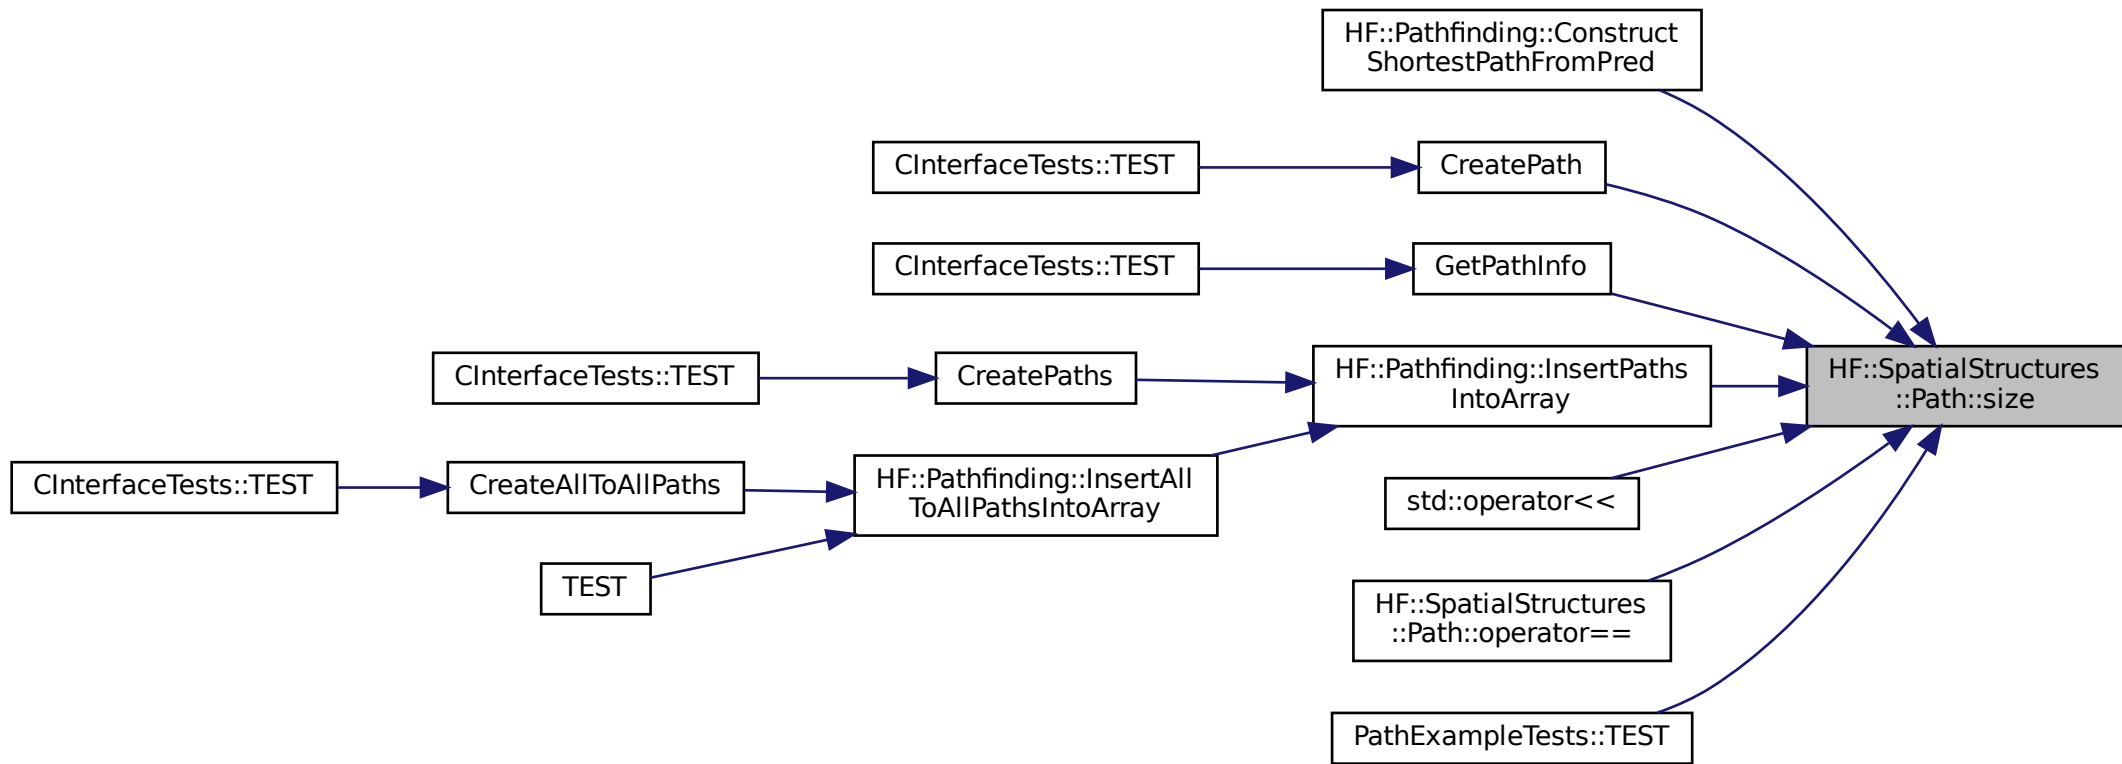 HF::Pathfinding::Construct
ShortestPathFromPred
CInterfaceTests::TEST
CreatePath
CInterfaceTests::TEST
GetPathInfo
CInterfaceTests::TEST
CreatePaths
HF::Pathfinding::InsertPaths
IntoArray
HF::SpatialStructures
::Path::size
CInterfaceTests::TEST
CreateAllToAllPaths
HF::Pathfinding::InsertAll
ToAllPathsIntoArray
std::operator<<
TEST
HF::SpatialStructures
::Path::operator==
PathExampleTests::TEST